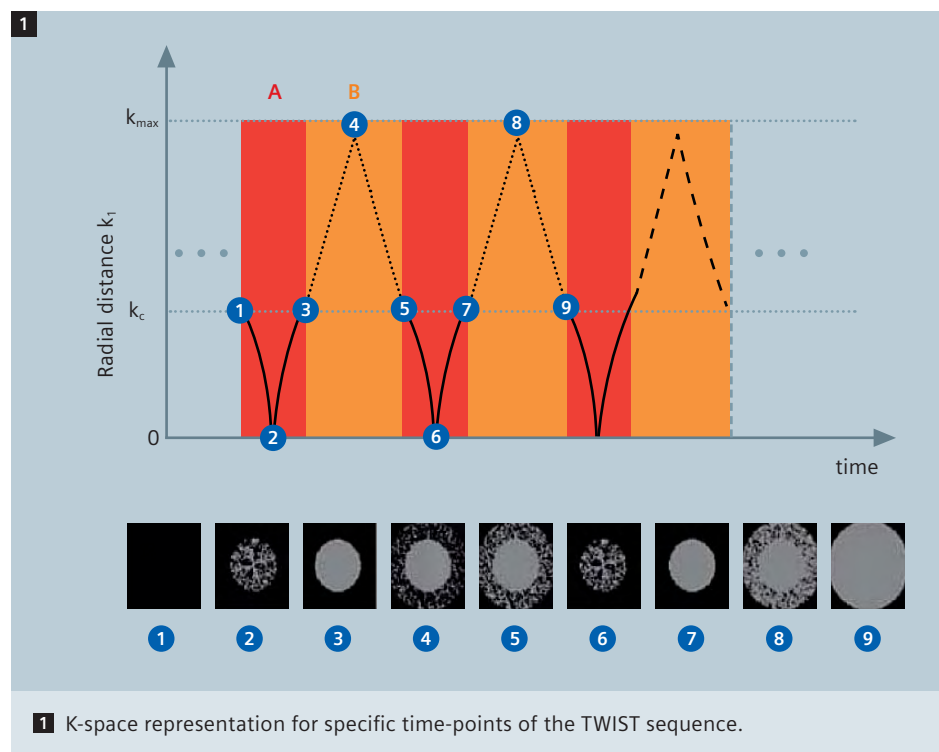 1
A B
kmax
4 8
Radial distance k1
kc
1 3 5 7 9
0
2 6
time
1 2 3 4 5 6 7 8 9
1 K-space representation for specific time-points of the TWIST sequence.